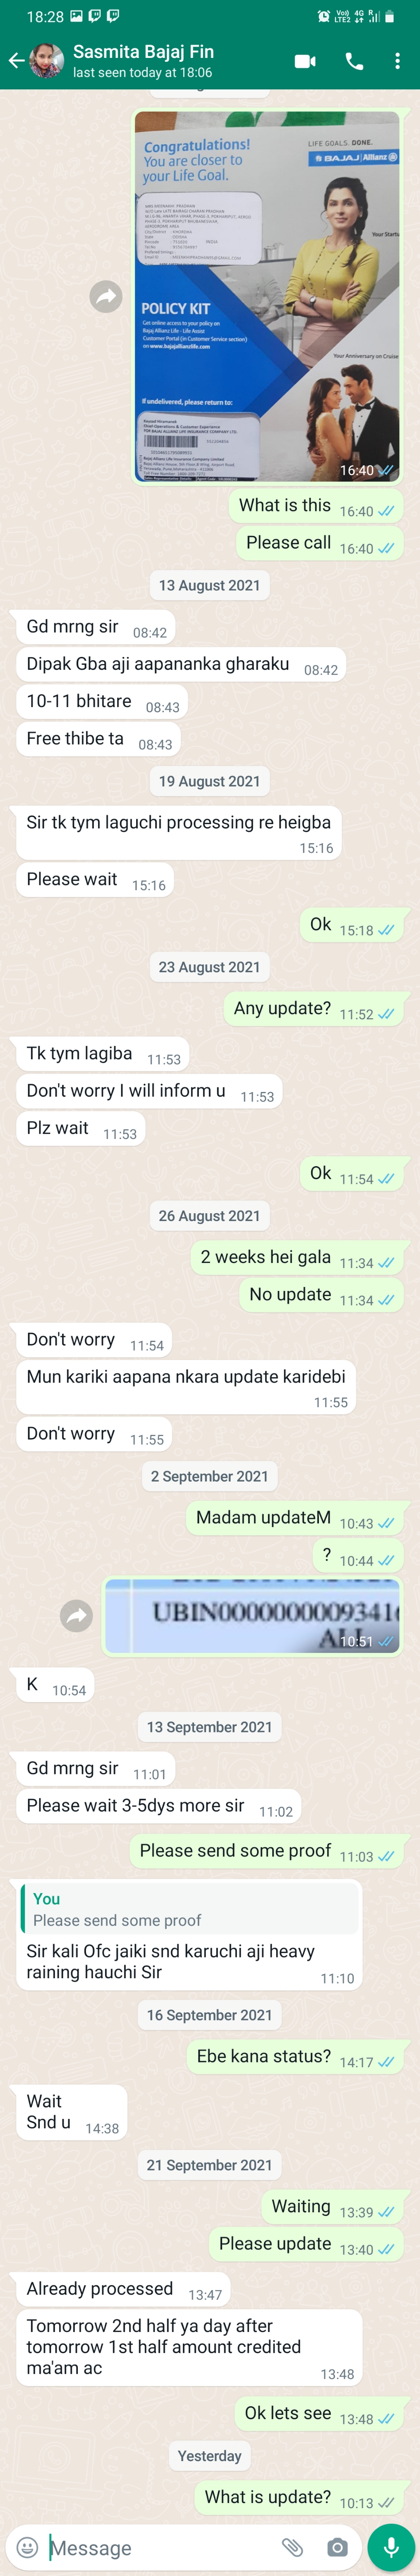 18:28
Vo)) 4G R
LTE2
Sasmita Bajaj Fin
last seen today at 18:06
Congratulations!
You are closer to
your Life Goal.
LIFE GOALS. DONE.
BAJAJ Allianz
Your Startu
POLICY KIT
Get online access to your policy on
Bajaj Allianz Life - Life Assist
Customer Portal (in Customer Service section)
on www.bajajallianzlife.com
Your Anniversary on Cruise
If undelivered, please return to:
16:40
What is this 16:40
Please call 16:40
13 August 2021
Gd mrng sir 08:42
Dipak Gba aji aapananka gharaku 08:42
10-11 bhitare 08:43
Free thibe ta 08:43
19 August 2021
Sir tk tym laguchi processing re heigba
15:16
Please wait 15:16
Ok 15:18
23 August 2021
Any update? 11:52
Tk tym lagiba 11:53
Don't worry I will inform u 11:53
Plz wait 11:53
Ok 11:54
26 August 2021
2 weeks hei gala 11:34
No update 11:34
Don't worry 11:54
Mun kariki aapana nkara update karidebi
11:55
Don't worry 11:55
2 September 2021
Madam updateM 10:43
? 10:44
10:51
K 10:54
13 September 2021
Gd mrng sir 11:01
Please wait 3-5dys more sir 11:02
Please send some proof 11:03
You
Please send some proof
Sir kali Ofc jaiki snd karuchi aji heavy
raining hauchi Sir 11:10
16 September 2021
Ebe kana status? 14:17
Wait
Snd u 14:38
21 September 2021
Waiting 13:39
Please update 13:40
Already processed 13:47
Tomorrow 2nd half ya day after
tomorrow 1st half amount credited
ma'am ac 13:48
Ok lets see 13:48
Yesterday
What is update? 10:13
Message